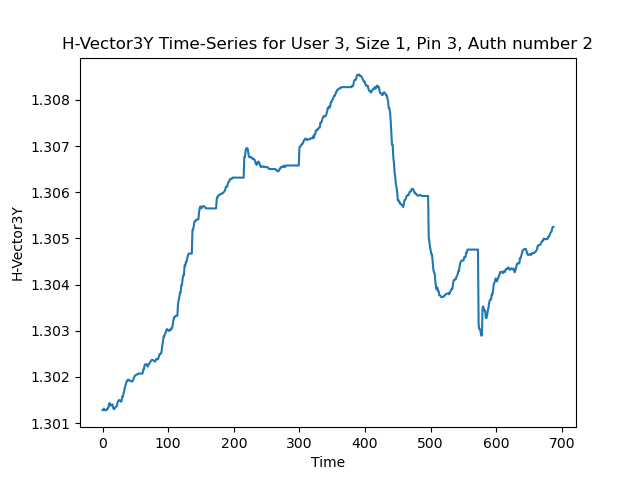 H-Vector3Y Time-Series for User 3, Size 1, Pin 3, Auth number 2
H-Vector3Y
1.308
1.307
1.306
1.305
1.304
1.303
1.302
1.301
0 100 200 300 400 500 600 700
Time